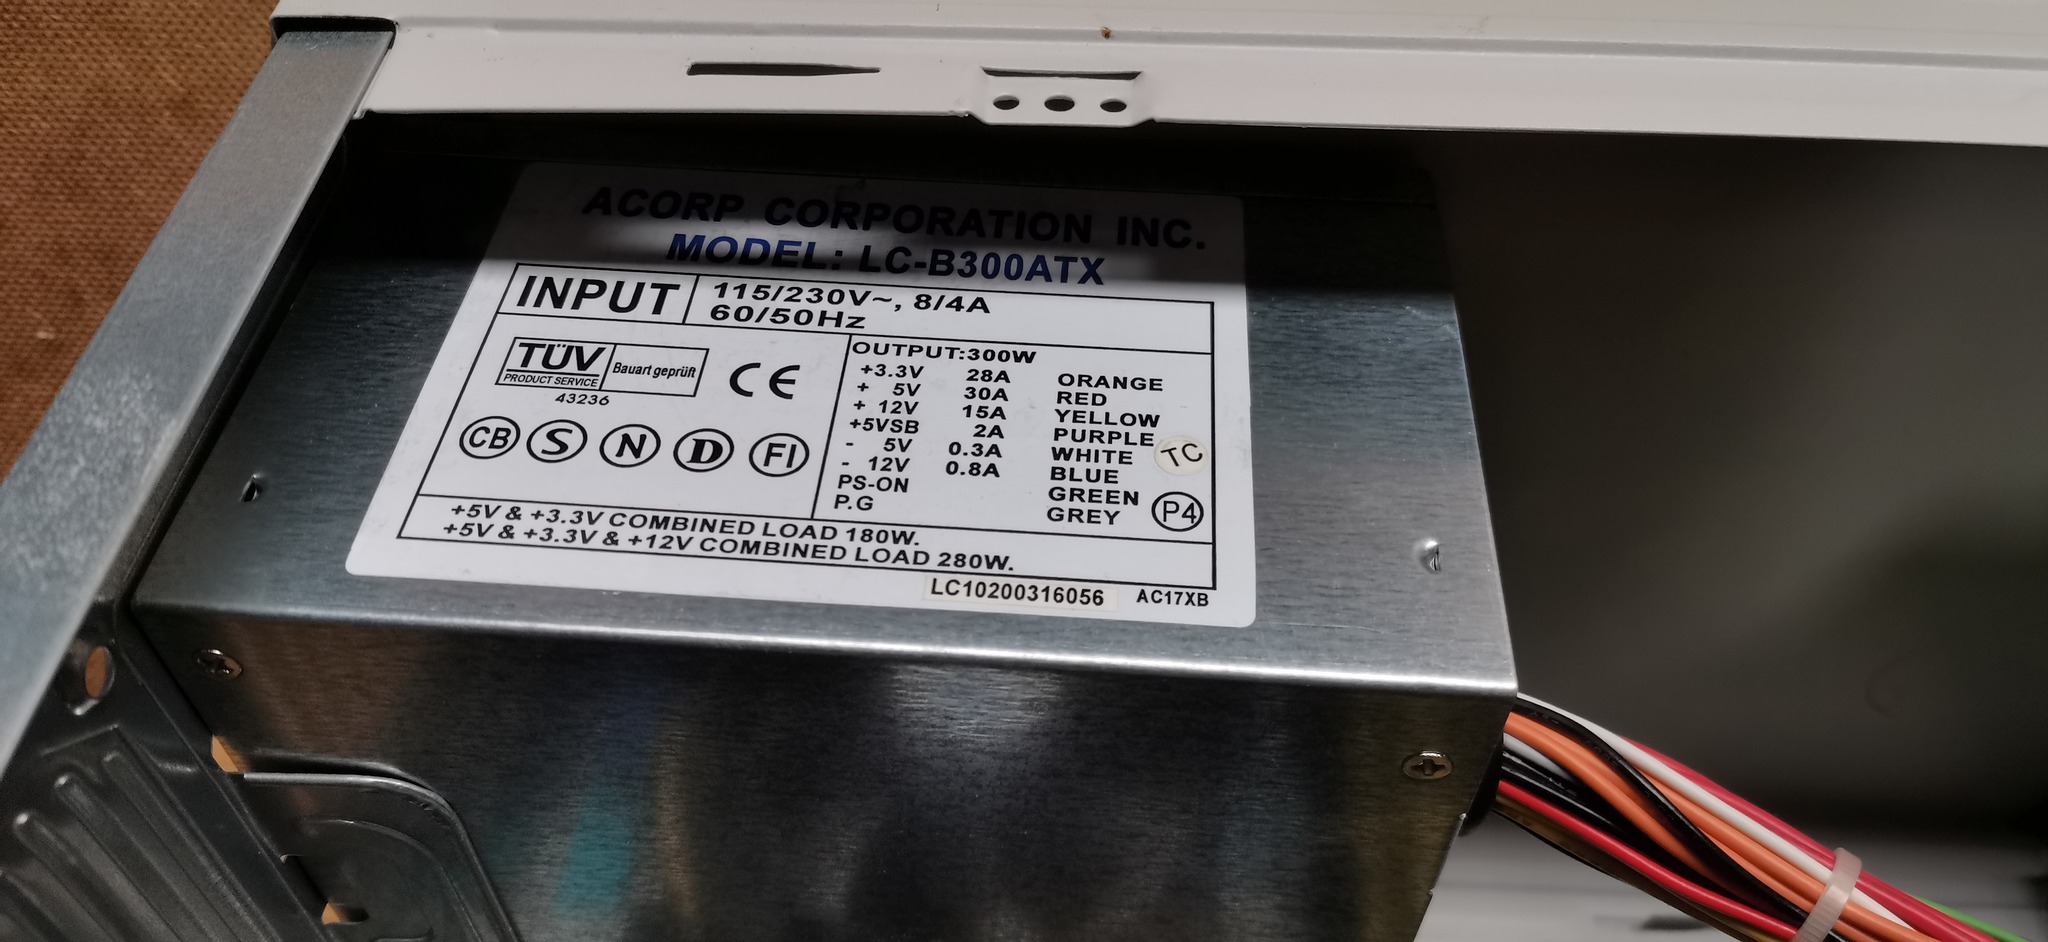 ACORP CORPORATION INC.
MODEL: LC-B300ATX
INPUT
115/230V~, 8/4A
60/50Hz
TÜV
PRODUCT SERVICE
Bauart geprüft
43236
CE
CB S N D FI
OUTPUT:300W
+3.3V 28A ORANGE
+ 5V 30A RED
+ 12V 15A YELLOW
+5VSB 2A PURPLE
- 5V 0.3A WHITE
- 12V 0.8A BLUE
PS-ON GREEN
P.G GREY
TC
P4
+5V & +3.3V COMBINED LOAD 180W.
+5V & +3.3V & +12V COMBINED LOAD 280W.
LC10200316056
AC17XB